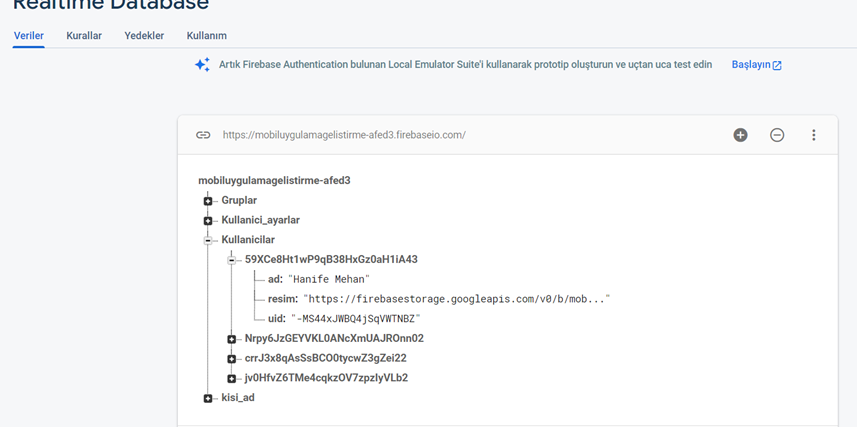 Realtime Database
Veriler Kurallar Yedekler Kullanım
Artık Firebase Authentication bulunan Local Emulator Suite'i kullanarak prototip oluşturun ve uçtan uca test edin Başlayın
https://mobiluygulamagelistirme-afed3.firebaseio.com/
mobiluygulamagelistirme-afed3
Gruplar
Kullanici_ayarlar
Kullanicilar
59XCe8Ht1wP9qB38HxGz0aH1iA43
ad: "Hanife Mehan"
resim: "https://firebasestorage.googleapis.com/v0/b/mob..."
uid: "-MS44xJWBQ4jSqVWTNBZ"
Nrpy6JzGEYVKL0ANcXmUAJROnn02
crrJ3x8qAsSsBCO0tycwZ3gZei22
jv0HfvZ6TMe4cqkzOV7zpzIyVLb2
kisi_ad